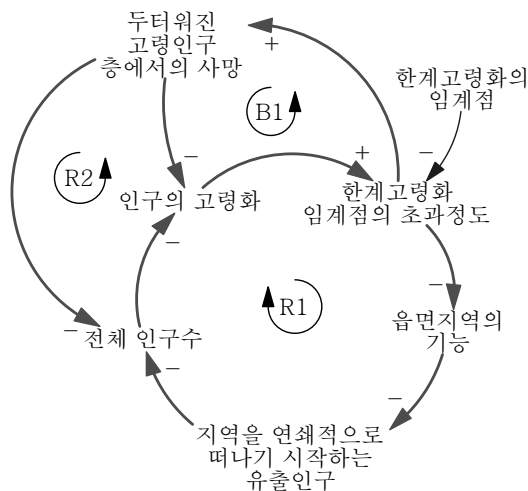 두터워진
고령인구
층에서의 사망
+
한계고령화의
임계점
B1
−
−
+
R2
인구의 고령화
한계고령화
임계점의 초과정도
−
R1
−
읍면지역의
기능
−
전체 인구수
−
−
지역을 연쇄적으로
떠나기 시작하는
유출인구